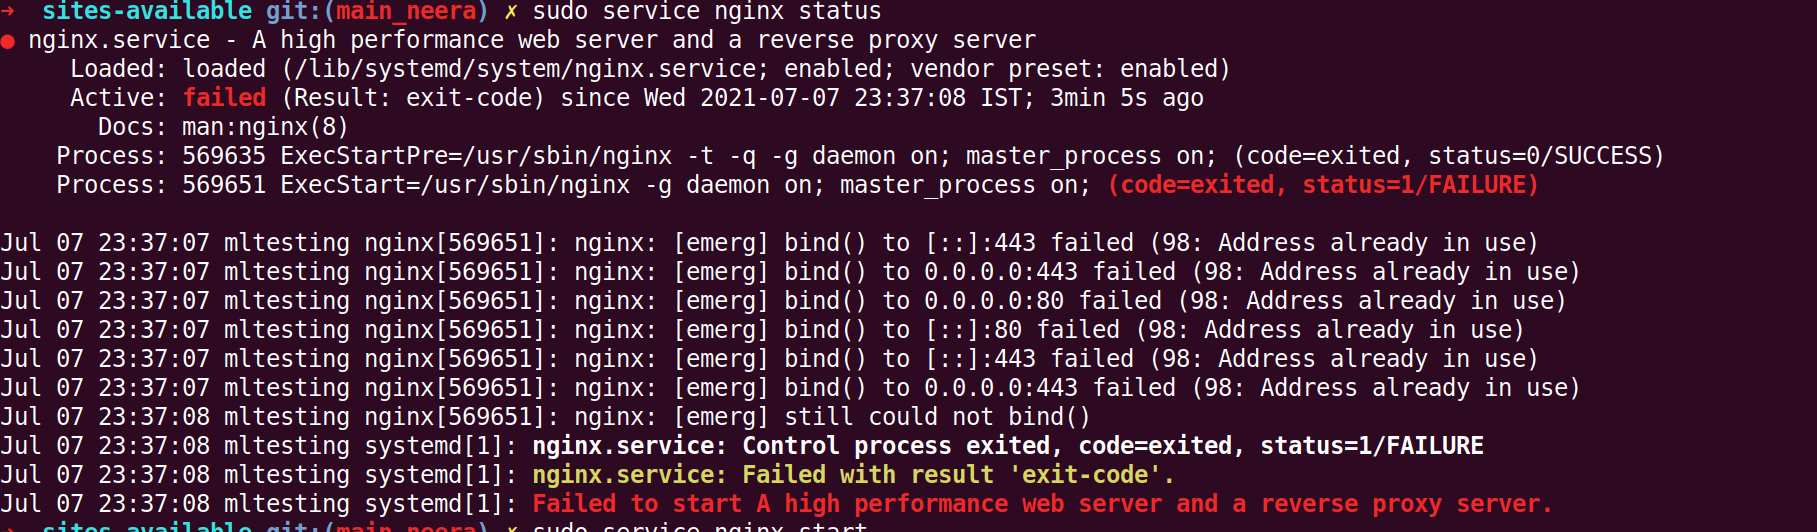 →  sites-available git:(main_neera) ✗ sudo service nginx status
● nginx.service - A high performance web server and a reverse proxy server
     Loaded: loaded (/lib/systemd/system/nginx.service; enabled; vendor preset: enabled)
     Active: failed (Result: exit-code) since Wed 2021-07-07 23:37:08 IST; 3min 5s ago
       Docs: man:nginx(8)
    Process: 569635 ExecStartPre=/usr/sbin/nginx -t -q -g daemon on; master_process on; (code=exited, status=0/SUCCESS)
    Process: 569651 ExecStart=/usr/sbin/nginx -g daemon on; master_process on; (code=exited, status=1/FAILURE)
Jul 07 23:37:07 mltesting nginx[569651]: nginx: [emerg] bind() to [::]:443 failed (98: Address already in use)
Jul 07 23:37:07 mltesting nginx[569651]: nginx: [emerg] bind() to 0.0.0.0:443 failed (98: Address already in use)
Jul 07 23:37:07 mltesting nginx[569651]: nginx: [emerg] bind() to 0.0.0.0:80 failed (98: Address already in use)
Jul 07 23:37:07 mltesting nginx[569651]: nginx: [emerg] bind() to [::]:80 failed (98: Address already in use)
Jul 07 23:37:07 mltesting nginx[569651]: nginx: [emerg] bind() to [::]:443 failed (98: Address already in use)
Jul 07 23:37:07 mltesting nginx[569651]: nginx: [emerg] bind() to 0.0.0.0:443 failed (98: Address already in use)
Jul 07 23:37:08 mltesting nginx[569651]: nginx: [emerg] still could not bind()
Jul 07 23:37:08 mltesting systemd[1]: nginx.service: Control process exited, code=exited, status=1/FAILURE
Jul 07 23:37:08 mltesting systemd[1]: nginx.service: Failed with result 'exit-code'.
Jul 07 23:37:08 mltesting systemd[1]: Failed to start A high performance web server and a reverse proxy server.
→  sites-available git:(main_neera) ✗ sudo service nginx start